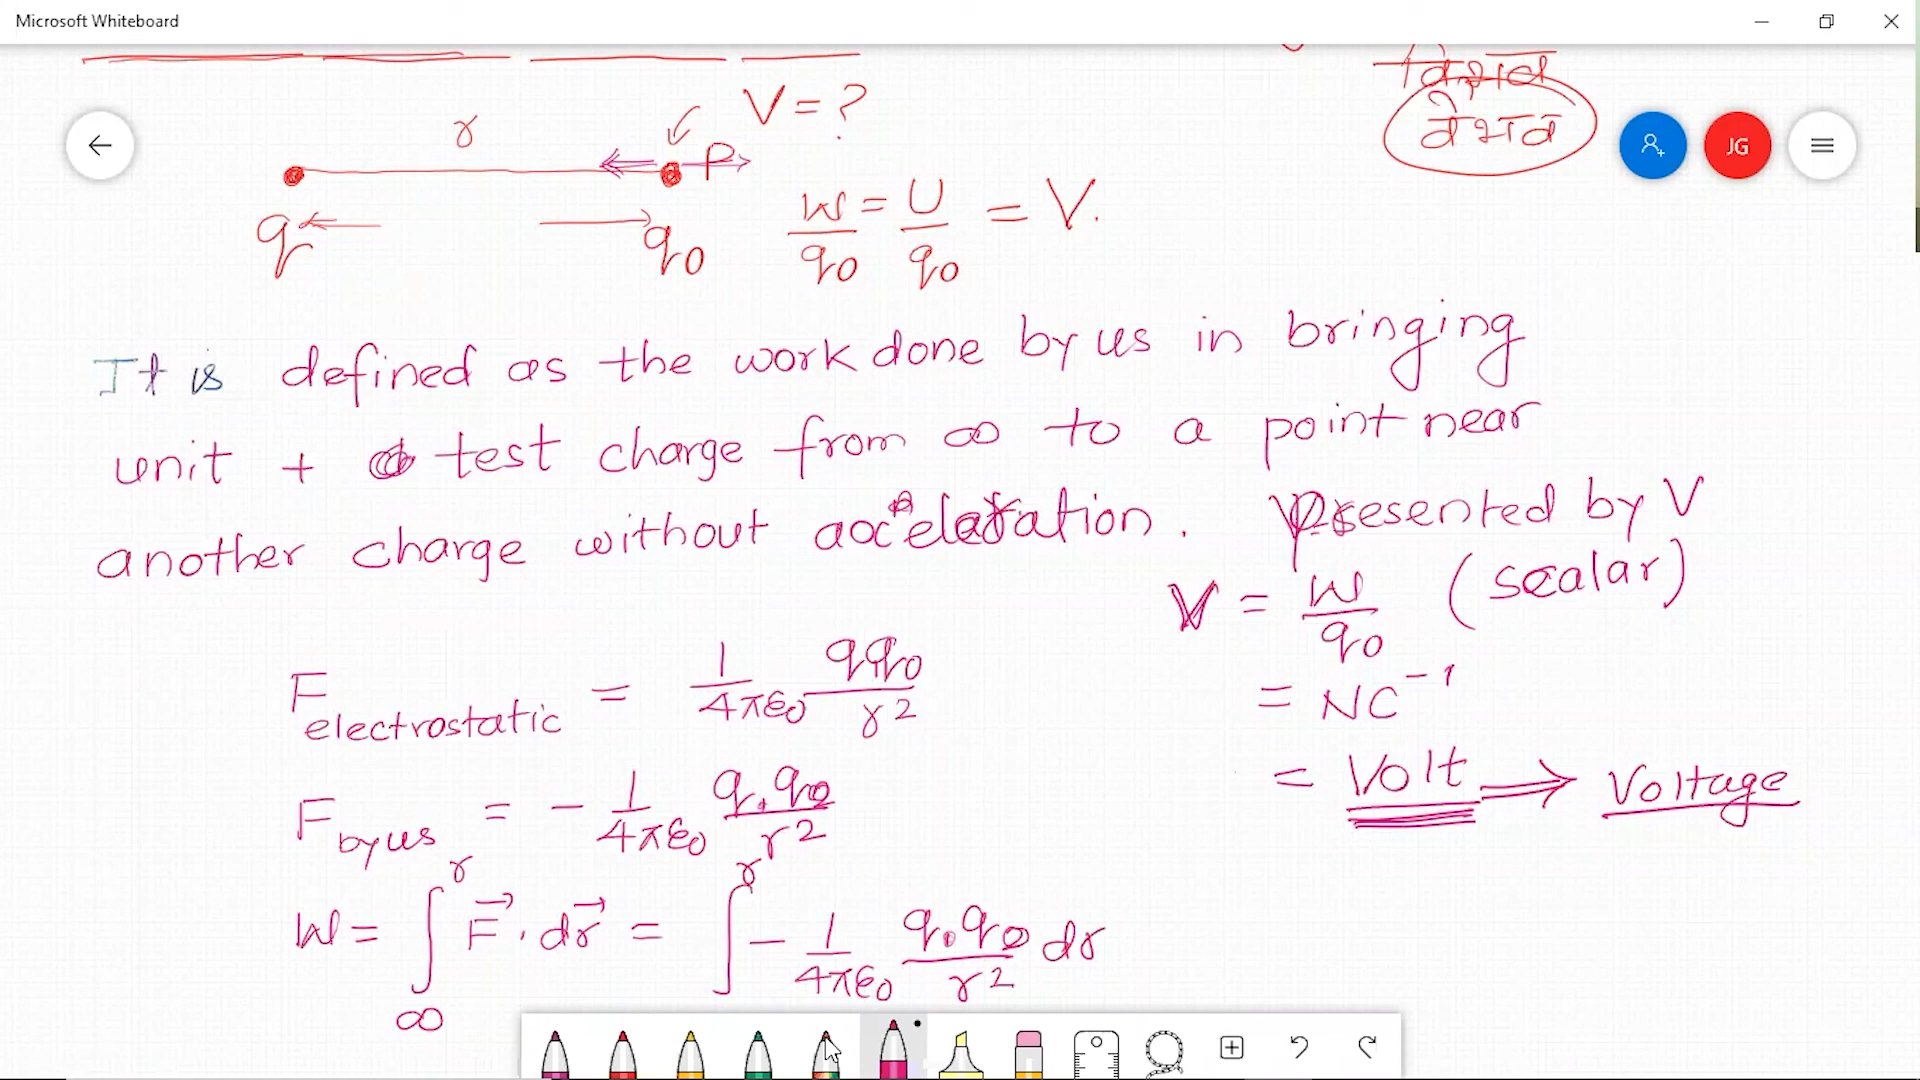 Microsoft Whiteboard
V = ?
r
P
q
q0
W/q0 = U/q0 = V.
JG
It is defined as the work done by us in bringing
unit + test charge from ∞ to a point near
another charge without acceleration. presented by V
(scalar)
V = W/q0
= NC⁻¹
= Volt ⇒ Voltage
F electrostatic = 1/4πε0 qq0/r²
F by us = - 1/4πε0 q.q0/r²
W = ∫∞^r F⃗ . dr⃗ = ∫^r - 1/4πε0 q.q0/r² dr